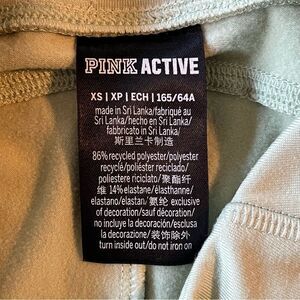 PINK ACTIVE
XS | XP | ECH | 165/64A
made in Sri Lanka/fabriqué au
Sri Lanka/hecho en Sri Lanka/
fabbricato in Sri Lanka/
斯里兰卡制造
86% recycled polyester/polyester
recyclé/poliéster reciclado/
poliestere riciclato/聚酯纤
维 14% elastane/élasthanne/
elastano/elastan/氨纶 exclusive
of decoration/sauf décoration/
no incluye la decoración/esclusa
la decorazione/装饰除外
turn inside out/do not iron on